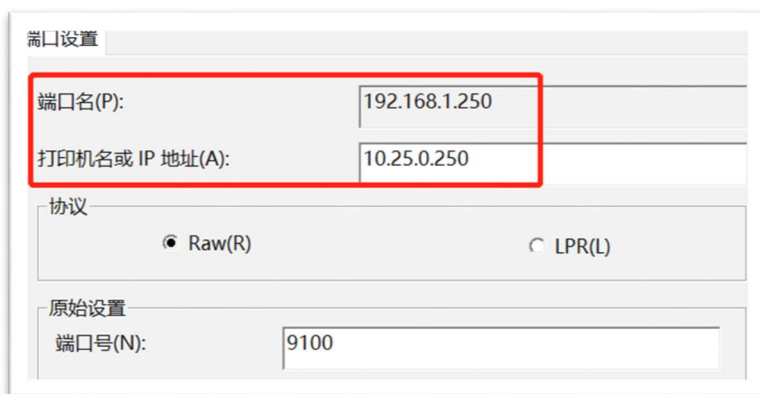 端口设置
端口名(P):
192.168.1.250
打印机名或 IP 地址(A):
10.25.0.250
协议
Raw(R)
LPR(L)
原始设置
端口号(N):
9100